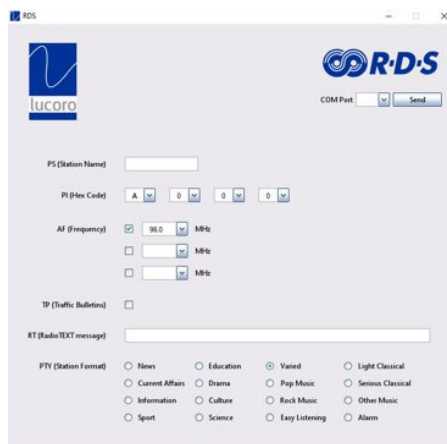 RDS
lucoro
R·D·S
COM Port Send
PS (Station Name)
PI (Hex Code) A 0 0 0
AF (Frequency) 98.0 MHz
MHz
MHz
TP (Traffic Bulletins)
RT (RadioTEXT message)
PTY (Station Format) News Education Varied Light Classical
Current Affairs Drama Pop Music Serious Classical
Information Culture Rock Music Other Music
Sport Science Easy Listening Alarm